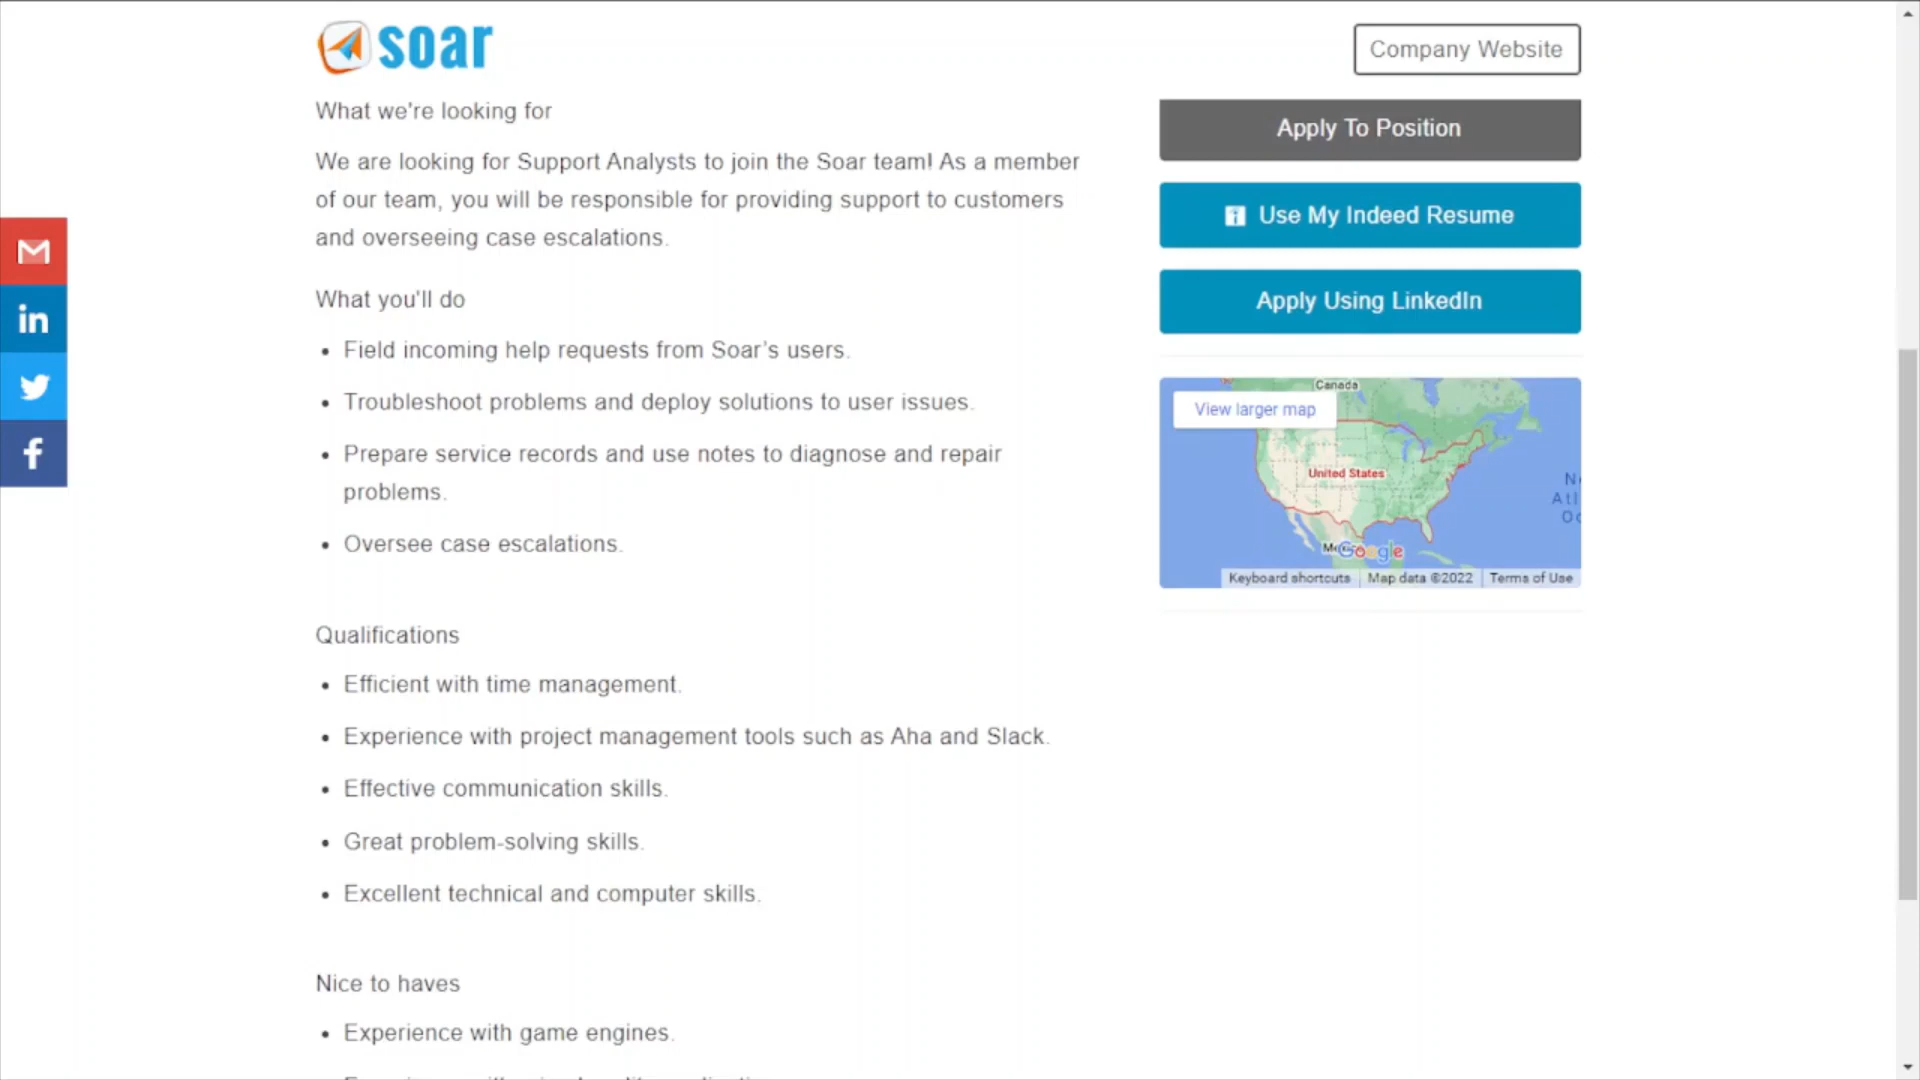 soar
Company Website
What we're looking for
We are looking for Support Analysts to join the Soar team! As a member
of our team, you will be responsible for providing support to customers
and overseeing case escalations.
What you'll do
• Field incoming help requests from Soar's users.
• Troubleshoot problems and deploy solutions to user issues.
• Prepare service records and use notes to diagnose and repair
problems.
• Oversee case escalations.
Qualifications
• Efficient with time management.
• Experience with project management tools such as Aha and Slack.
• Effective communication skills.
• Great problem-solving skills.
• Excellent technical and computer skills.
Nice to haves
• Experience with game engines.
Apply To Position
Use My Indeed Resume
Apply Using LinkedIn
Canada
View larger map
United States
Google
Keyboard shortcuts
Map data ©2022
Terms of Use
in
f